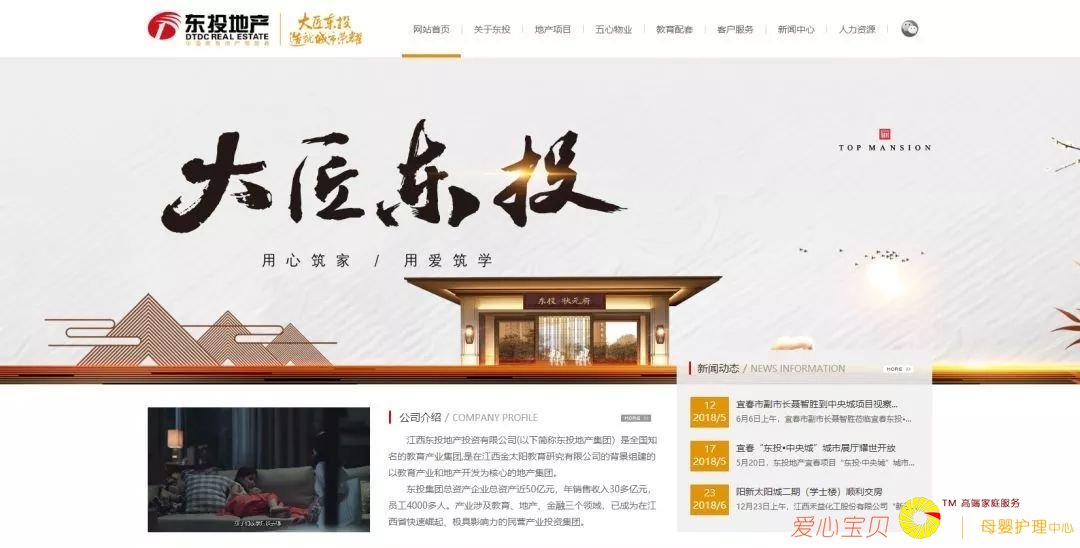 东投地产
DTDC REAL ESTATE
大匠东投
造就城市荣耀
网站首页
关于东投
地产项目
五心物业
教育配套
客户服务
新闻中心
人力资源
大匠东投
用心筑家 / 用爱筑学
TOP MANSION
东投·状元府
新闻动态 / NEWS INFORMATION
MORE >>
12
2018/5
宜春市副市长聂智胜到中央城项目视察...
6月6日上午，宜春市副市长聂智胜莅临宜春东投•...
17
2018/5
宜春“东投•中央城”城市展厅耀世开放
5月20日，东投地产宜春项目“东投·中央城”城市...
23
2018/6
阳新太阳城二期（学士楼）顺利交房
12月23日上午，江西禾益化工股份有限公司“新
公司介绍 / COMPANY PROFILE
MORE >>
江西东投地产投资有限公司(以下简称东投地产集团）是全国知
名的教育产业集团,是在江西金太阳教育研究有限公司的背景组建的
以教育产业和地产开发为核心的地产集团。
东投集团总资产企业总资产近50亿元，年销售收入30多亿元，
员工4000多人。产业涉及教育、地产、金融三个领域，已成为在江
西省快速崛起、极具影响力的民营产业投资集团。
爱心宝贝
TM 高端家庭服务
母婴护理中心